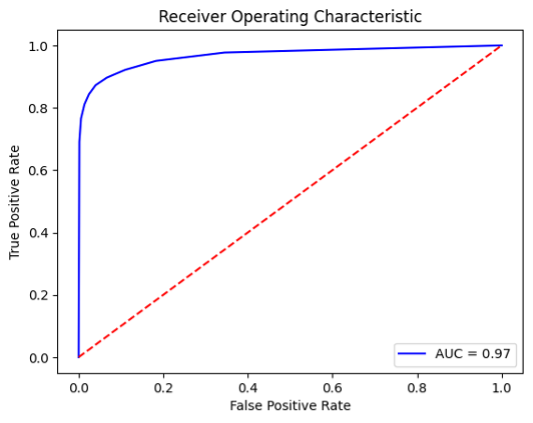 Receiver Operating Characteristic
True Positive Rate
1.0
0.8
0.6
0.4
0.2
0.0
AUC = 0.97
0.0 0.2 0.4 0.6 0.8 1.0
False Positive Rate